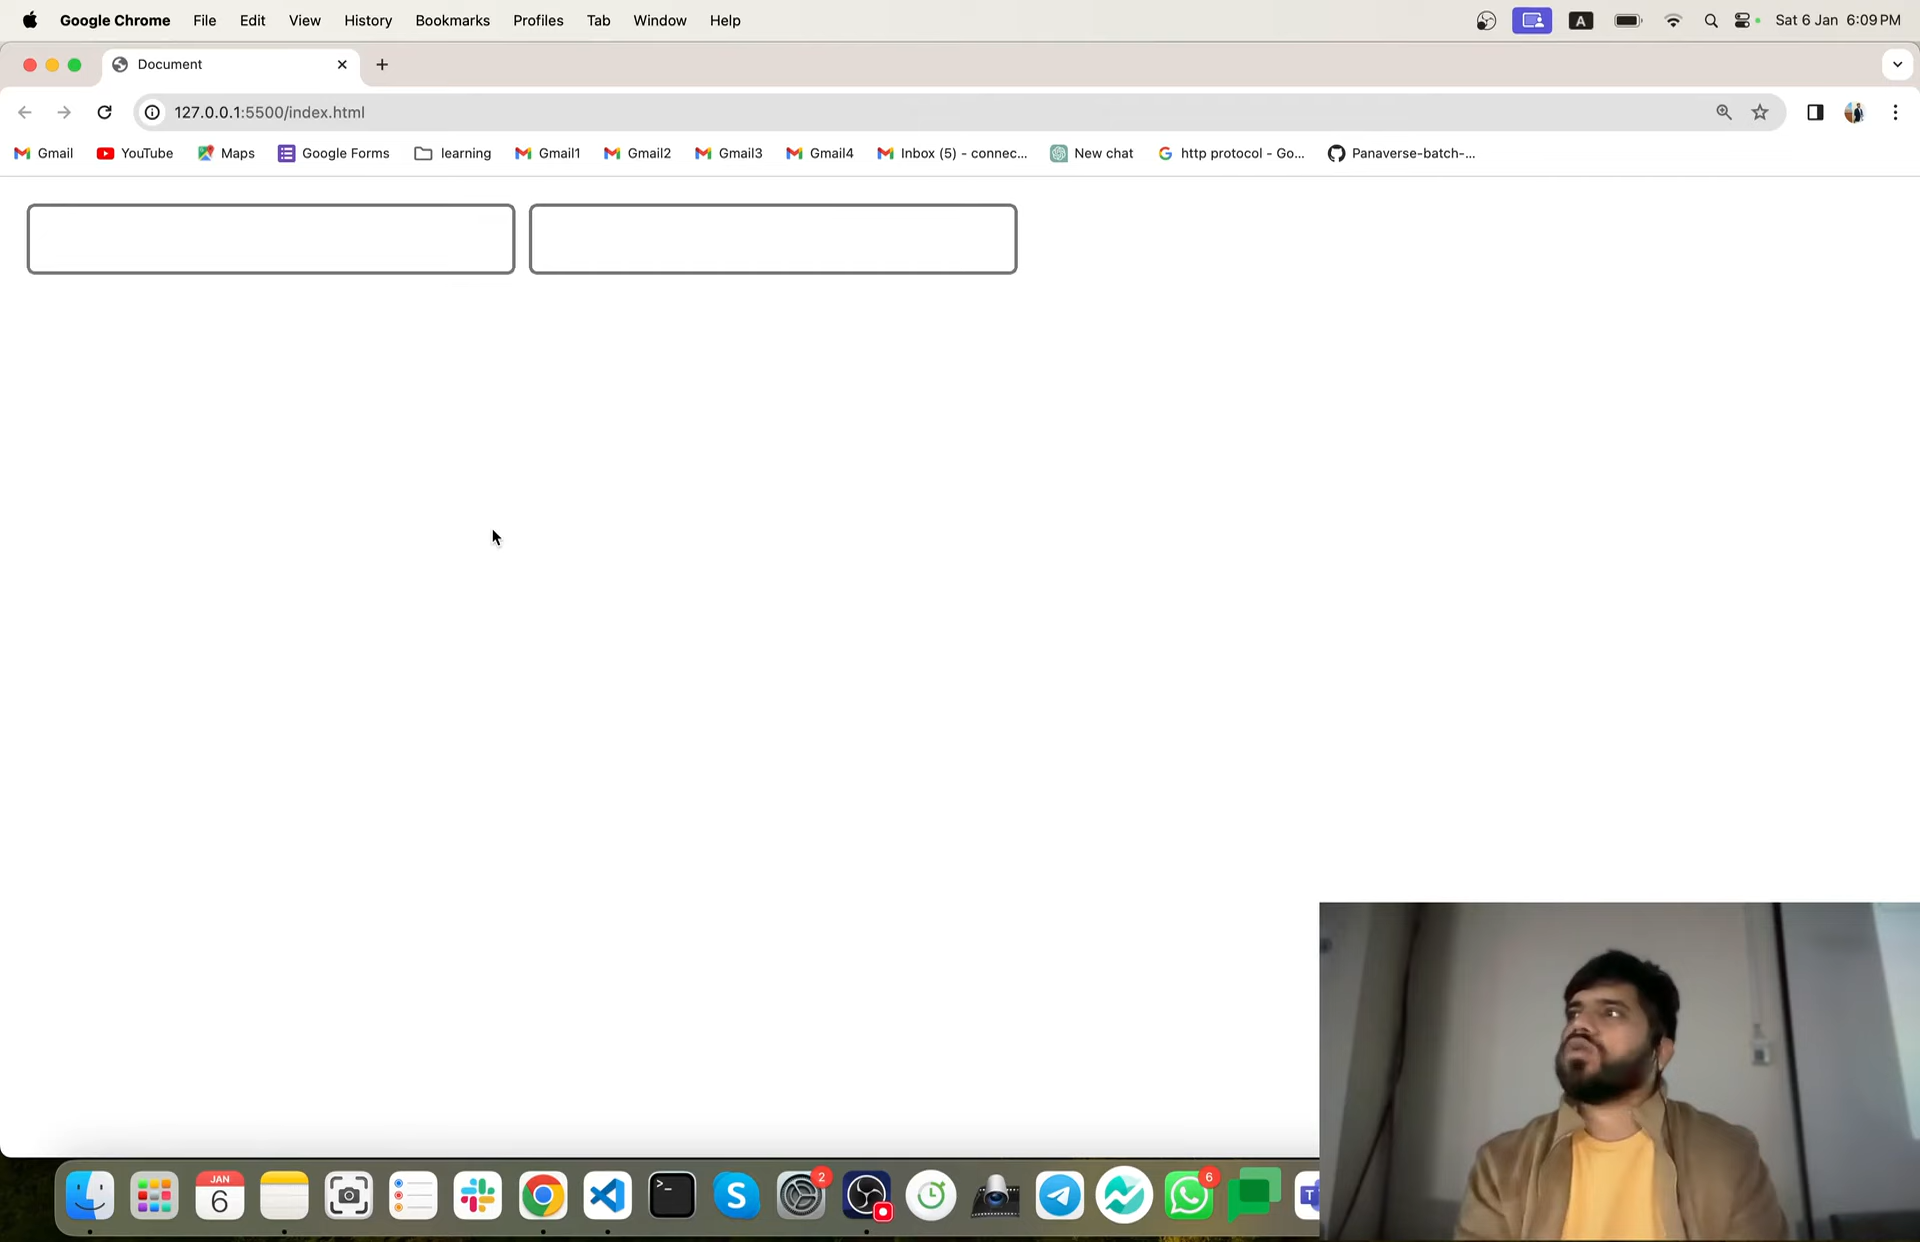 Google Chrome File Edit View History Bookmarks Profiles Tab Window Help A Sat 6 Jan 6:09 PM
Document
127.0.0.1:5500/index.html
Gmail YouTube Maps Google Forms learning Gmail1 Gmail2 Gmail3 Gmail4 Inbox (5) - connec... New chat http protocol - Go... Panaverse-batch-...
JAN 6 >_ S 2 6 T